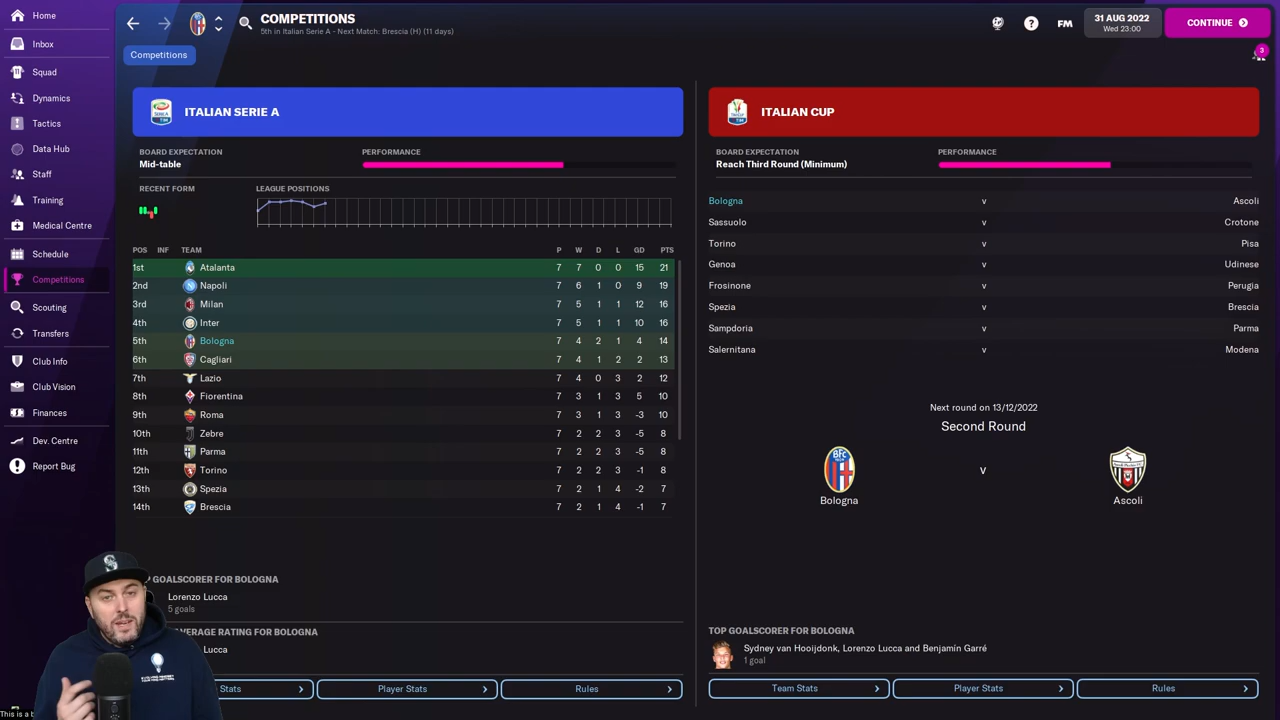 Home
Inbox
Squad
Dynamics
Tactics
Data Hub
Staff
Training
Medical Centre
Schedule
Competitions
Scouting
Transfers
Club Info
Club Vision
Finances
Dev. Centre
Report Bug
COMPETITIONS
5th in Italian Serie A - Next Match: Brescia (H) (11 days)
FM
31 AUG 2022
Wed 23:00
CONTINUE
3
Competitions
ITALIAN SERIE A
BOARD EXPECTATION PERFORMANCE
Mid-table
RECENT FORM LEAGUE POSITIONS
POS INF TEAM P W D L GD PTS
1st Atalanta 7 7 0 0 15 21
2nd Napoli 7 6 1 0 9 19
3rd Milan 7 5 1 1 12 16
4th Inter 7 5 1 1 10 16
5th Bologna 7 4 2 1 4 14
6th Cagliari 7 4 1 2 2 13
7th Lazio 7 4 0 3 2 12
8th Fiorentina 7 3 1 3 5 10
9th Roma 7 3 1 3 -3 10
10th Zebre 7 2 2 3 -5 8
11th Parma 7 2 2 3 -5 8
12th Torino 7 2 2 3 -1 8
13th Spezia 7 2 1 4 -2 7
14th Brescia 7 2 1 4 -1 7
GOALSCORER FOR BOLOGNA
Lorenzo Lucca
5 goals
AVERAGE RATING FOR BOLOGNA
Lucca
Stats
Player Stats
Rules
ITALIAN CUP
BOARD EXPECTATION PERFORMANCE
Reach Third Round (Minimum)
Bologna v Ascoli
Sassuolo v Crotone
Torino v Pisa
Genoa v Udinese
Frosinone v Perugia
Spezia v Brescia
Sampdoria v Parma
Salernitana v Modena
Next round on 13/12/2022
Second Round
Bologna v Ascoli
TOP GOALSCORER FOR BOLOGNA
Sydney van Hooijdonk, Lorenzo Lucca and Benjamín Garré
1 goal
Team Stats
Player Stats
Rules
This is a b